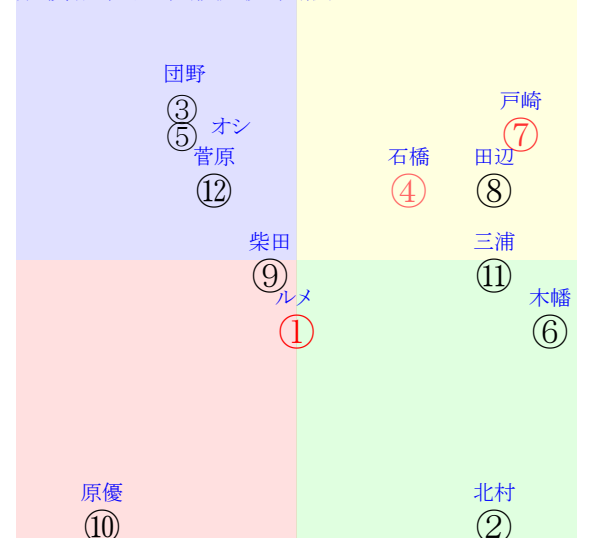 団野
③
戸崎
⑤ オシ
⑦
菅原
石橋
田辺
⑫
④
⑧
柴田
三浦
⑨
⑪
ルメ
木幡
①
⑥
原優
北村
⑩
②